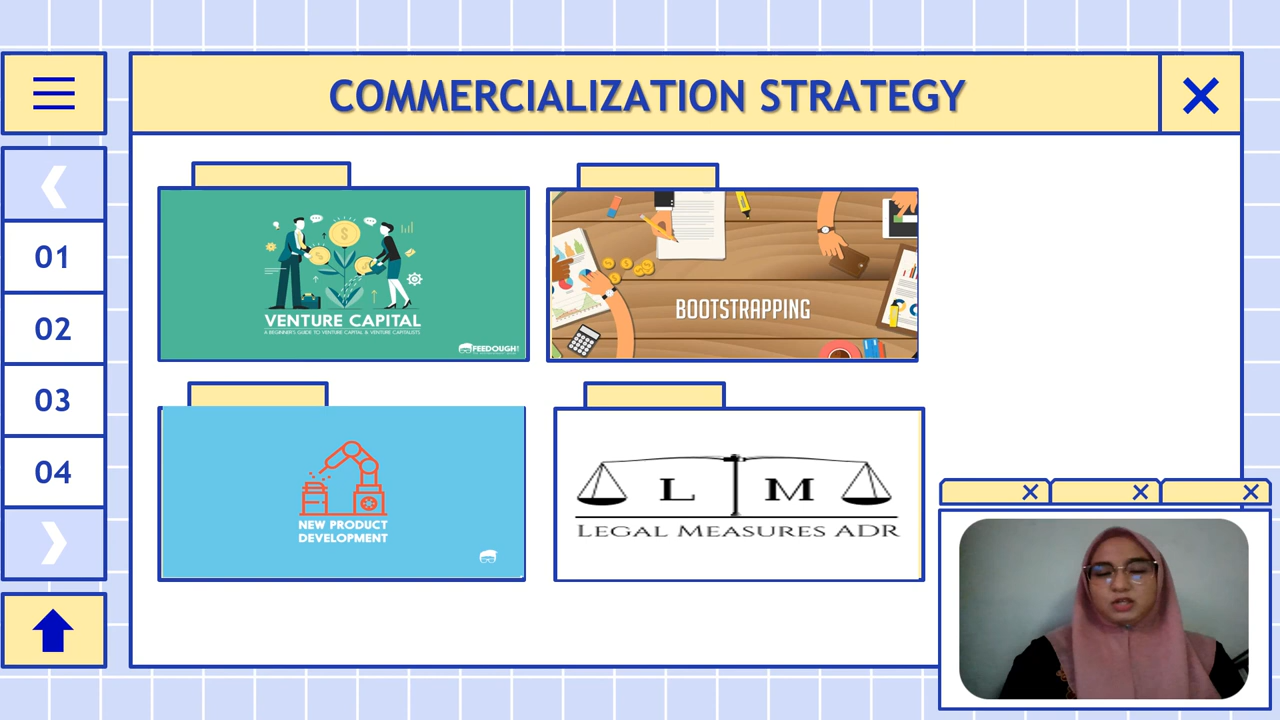 COMMERCIALIZATION STRATEGY
01
02
03
04
VENTURE CAPITAL
A BEGINNER'S GUIDE TO VENTURE CAPITAL & VENTURE CAPITALISTS
FEEDOUGH
BOOTSTRAPPING
NEW PRODUCT
DEVELOPMENT
L M
LEGAL MEASURES ADR